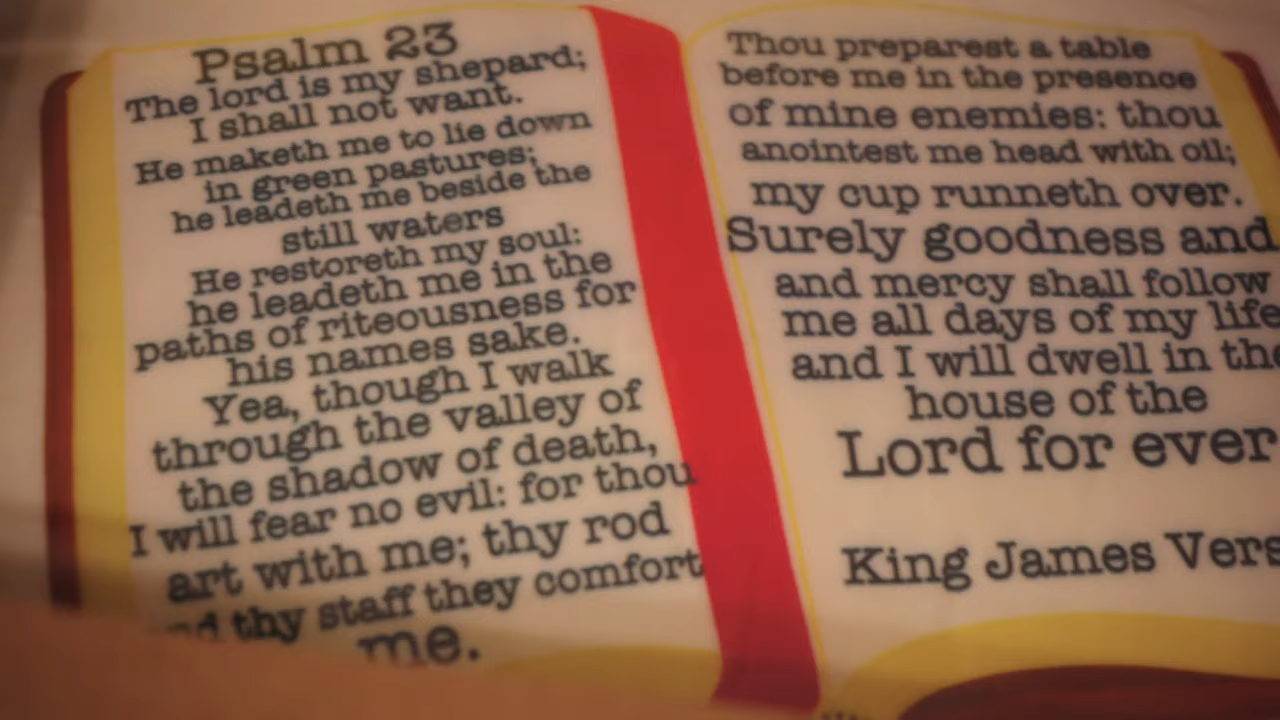 Psalm 23
The lord is my shepard;
I shall not want.
He maketh me to lie down
in green pastures;
he leadeth me beside the
still waters
He restoreth my soul:
he leadeth me in the
paths of riteousness for
his names sake.
Yea, though I walk
through the valley of
the shadow of death,
I will fear no evil: for thou
art with me; thy rod
nd thy staff they comfort
me.
Thou preparest a table
before me in the presence
of mine enemies: thou
anointest me head with oil;
my cup runneth over.
Surely goodness and
and mercy shall follow
me all days of my life
and I will dwell in the
house of the
Lord for ever
King James Vers